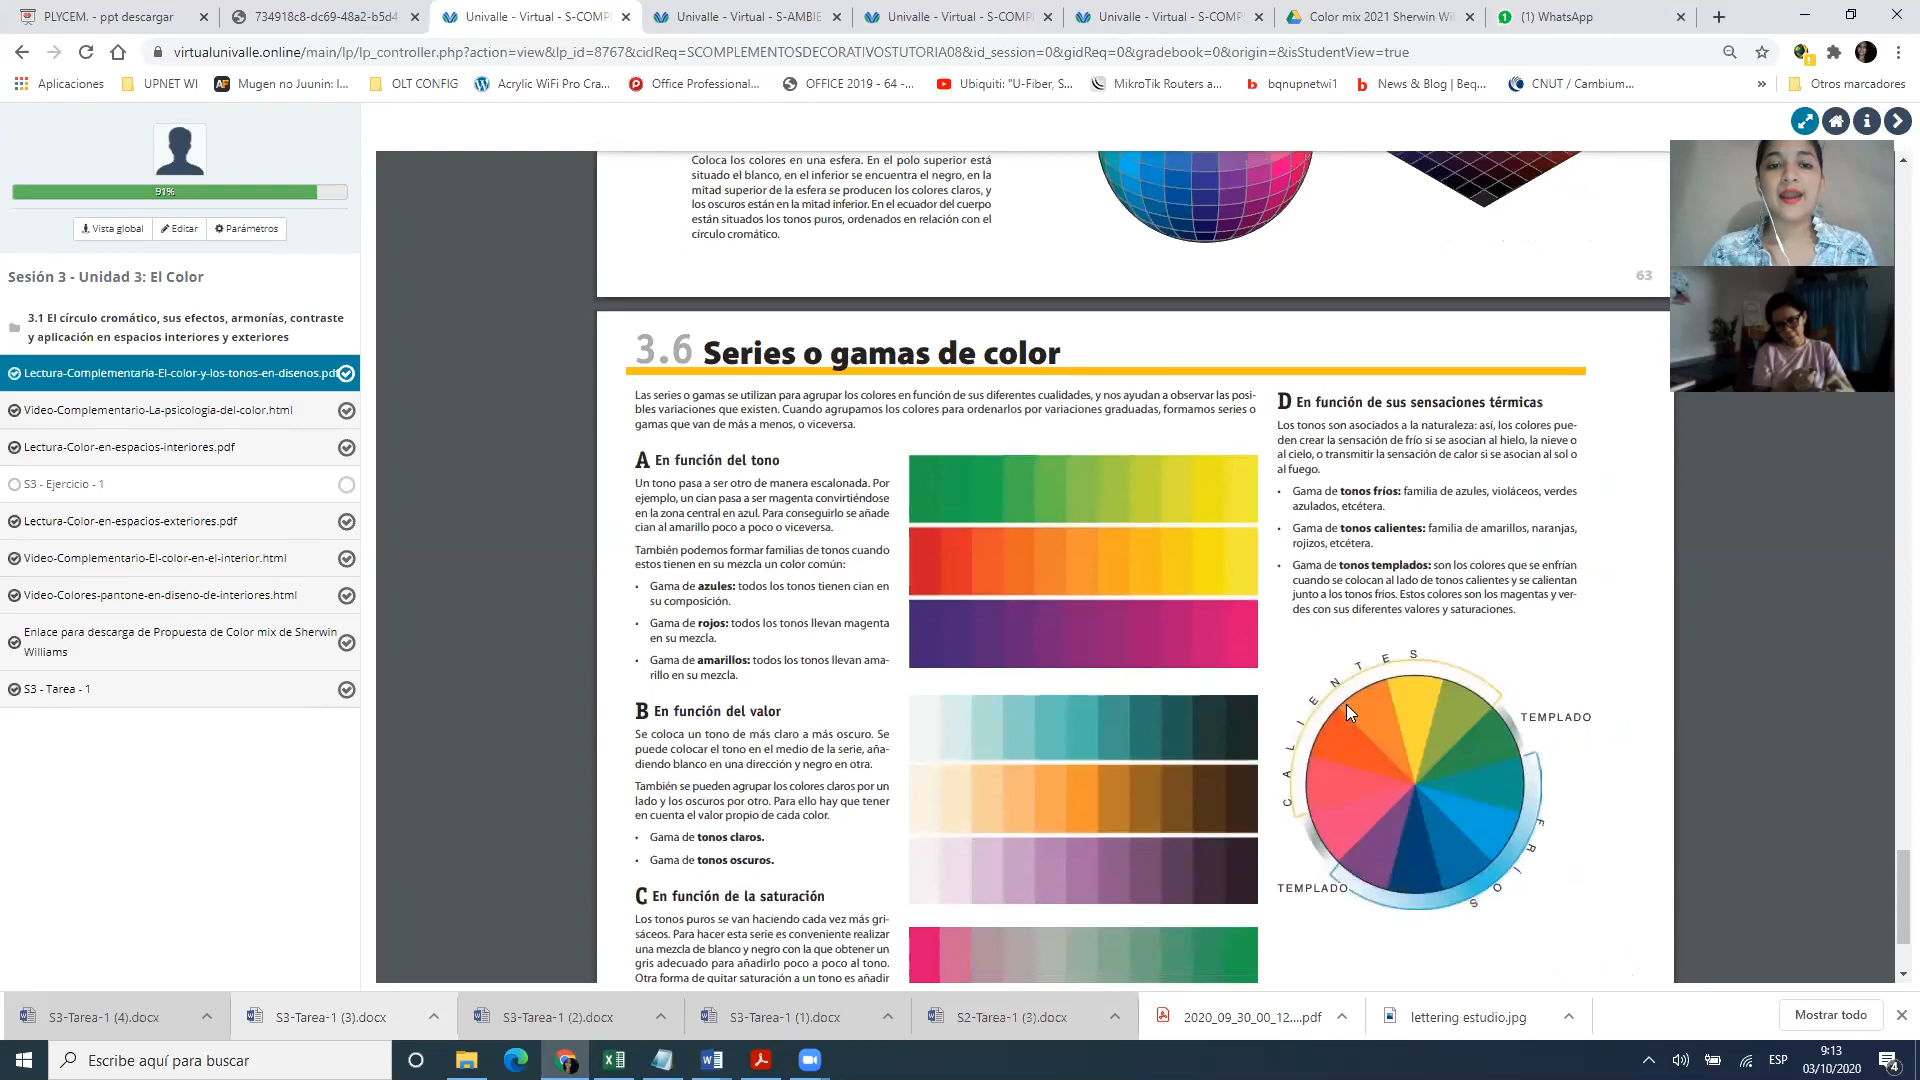 PLYCEM. - ppt descargar
734918c8-dc69-48a2-b5d4
Univalle - Virtual - S-COMPL
Univalle - Virtual - S-AMBIE
Univalle - Virtual - S-COMPL
Univalle - Virtual - S-COMPL
Color mix 2021 Sherwin Wil
(1) WhatsApp
virtualunivalle.online/main/lp/lp_controller.php?action=view&lp_id=8767&cidReq=SCOMPLEMENTOSDECORATIVOSTUTORIA08&id_session=0&gidReq=0&gradebook=0&origin=&isStudentView=true
Aplicaciones
UPNET WI
Mugen no Juunin: I...
OLT CONFIG
Acrylic WiFi Pro Cra...
Office Professional...
OFFICE 2019 - 64 -...
Ubiquiti: "U-Fiber, S...
MikroTik Routers a...
bqnupnetwi1
News & Blog | Beq...
CNUT / Cambium...
Otros marcadores
91%
Vista global
Editar
Parámetros
Sesión 3 - Unidad 3: El Color
3.1 El círculo cromático, sus efectos, armonías, contraste
y aplicación en espacios interiores y exteriores
Lectura-Complementaria-El-color-y-los-tonos-en-disenos.pdf
Video-Complementario-La-psicologia-del-color.html
Lectura-Color-en-espacios-interiores.pdf
S3 - Ejercicio - 1
Lectura-Color-en-espacios-exteriores.pdf
Video-Complementario-El-color-en-el-interior.html
Video-Colores-pantone-en-diseno-de-interiores.html
Enlace para descarga de Propuesta de Color mix de Sherwin
Williams
S3 - Tarea - 1
Coloca los colores en una esfera. En el polo superior está
situado el blanco, en el inferior se encuentra el negro, en la
mitad superior de la esfera se producen los colores claros, y
los oscuros están en la mitad inferior. En el ecuador del cuerpo
están situados los tonos puros, ordenados en relación con el
círculo cromático.
63
3.6 Series o gamas de color
Las series o gamas se utilizan para agrupar los colores en función de sus diferentes cualidades, y nos ayudan a observar las posi-
bles variaciones que existen. Cuando agrupamos los colores para ordenarlos por variaciones graduadas, formamos series o
gamas que van de más a menos, o viceversa.
A En función del tono
Un tono pasa a ser otro de manera escalonada. Por
ejemplo, un cian pasa a ser magenta convirtiéndose
en la zona central en azul. Para conseguirlo se añade
cian al amarillo poco a poco o viceversa.
También podemos formar familias de tonos cuando
estos tienen en su mezcla un color común:
• Gama de azules: todos los tonos tienen cian en
su composición.
• Gama de rojos: todos los tonos llevan magenta
en su mezcla.
• Gama de amarillos: todos los tonos llevan ama-
rillo en su mezcla.
B En función del valor
Se coloca un tono de más claro a más oscuro. Se
puede colocar el tono en el medio de la serie, aña-
diendo blanco en una dirección y negro en otra.
También se pueden agrupar los colores claros por un
lado y los oscuros por otro. Para ello hay que tener
en cuenta el valor propio de cada color.
• Gama de tonos claros.
• Gama de tonos oscuros.
C En función de la saturación
Los tonos puros se van haciendo cada vez más gri-
sáceos. Para hacer esta serie es conveniente realizar
una mezcla de blanco y negro con la que obtener un
gris adecuado para añadirlo poco a poco al tono.
Otra forma de quitar saturación a un tono es añadir
D En función de sus sensaciones térmicas
Los tonos son asociados a la naturaleza: así, los colores pue-
den crear la sensación de frío si se asocian al hielo, la nieve o
al cielo, o transmitir la sensación de calor si se asocian al sol o
al fuego.
• Gama de tonos fríos: familia de azules, violáceos, verdes
azulados, etcétera.
• Gama de tonos calientes: familia de amarillos, naranjas,
rojizos, etcétera.
• Gama de tonos templados: son los colores que se enfrían
cuando se colocan al lado de tonos calientes y se calientan
junto a los tonos fríos. Estos colores son los magentas y ver-
des con sus diferentes valores y saturaciones.
CALIENTES
TEMPLADO
FRÍOS
TEMPLADO
S3-Tarea-1 (4).docx
S3-Tarea-1 (3).docx
S3-Tarea-1 (2).docx
S3-Tarea-1 (1).docx
S2-Tarea-1 (3).docx
2020_09_30_00_12....pdf
lettering estudio.jpg
Mostrar todo
Escribe aquí para buscar
ESP
9:13
03/10/2020
4